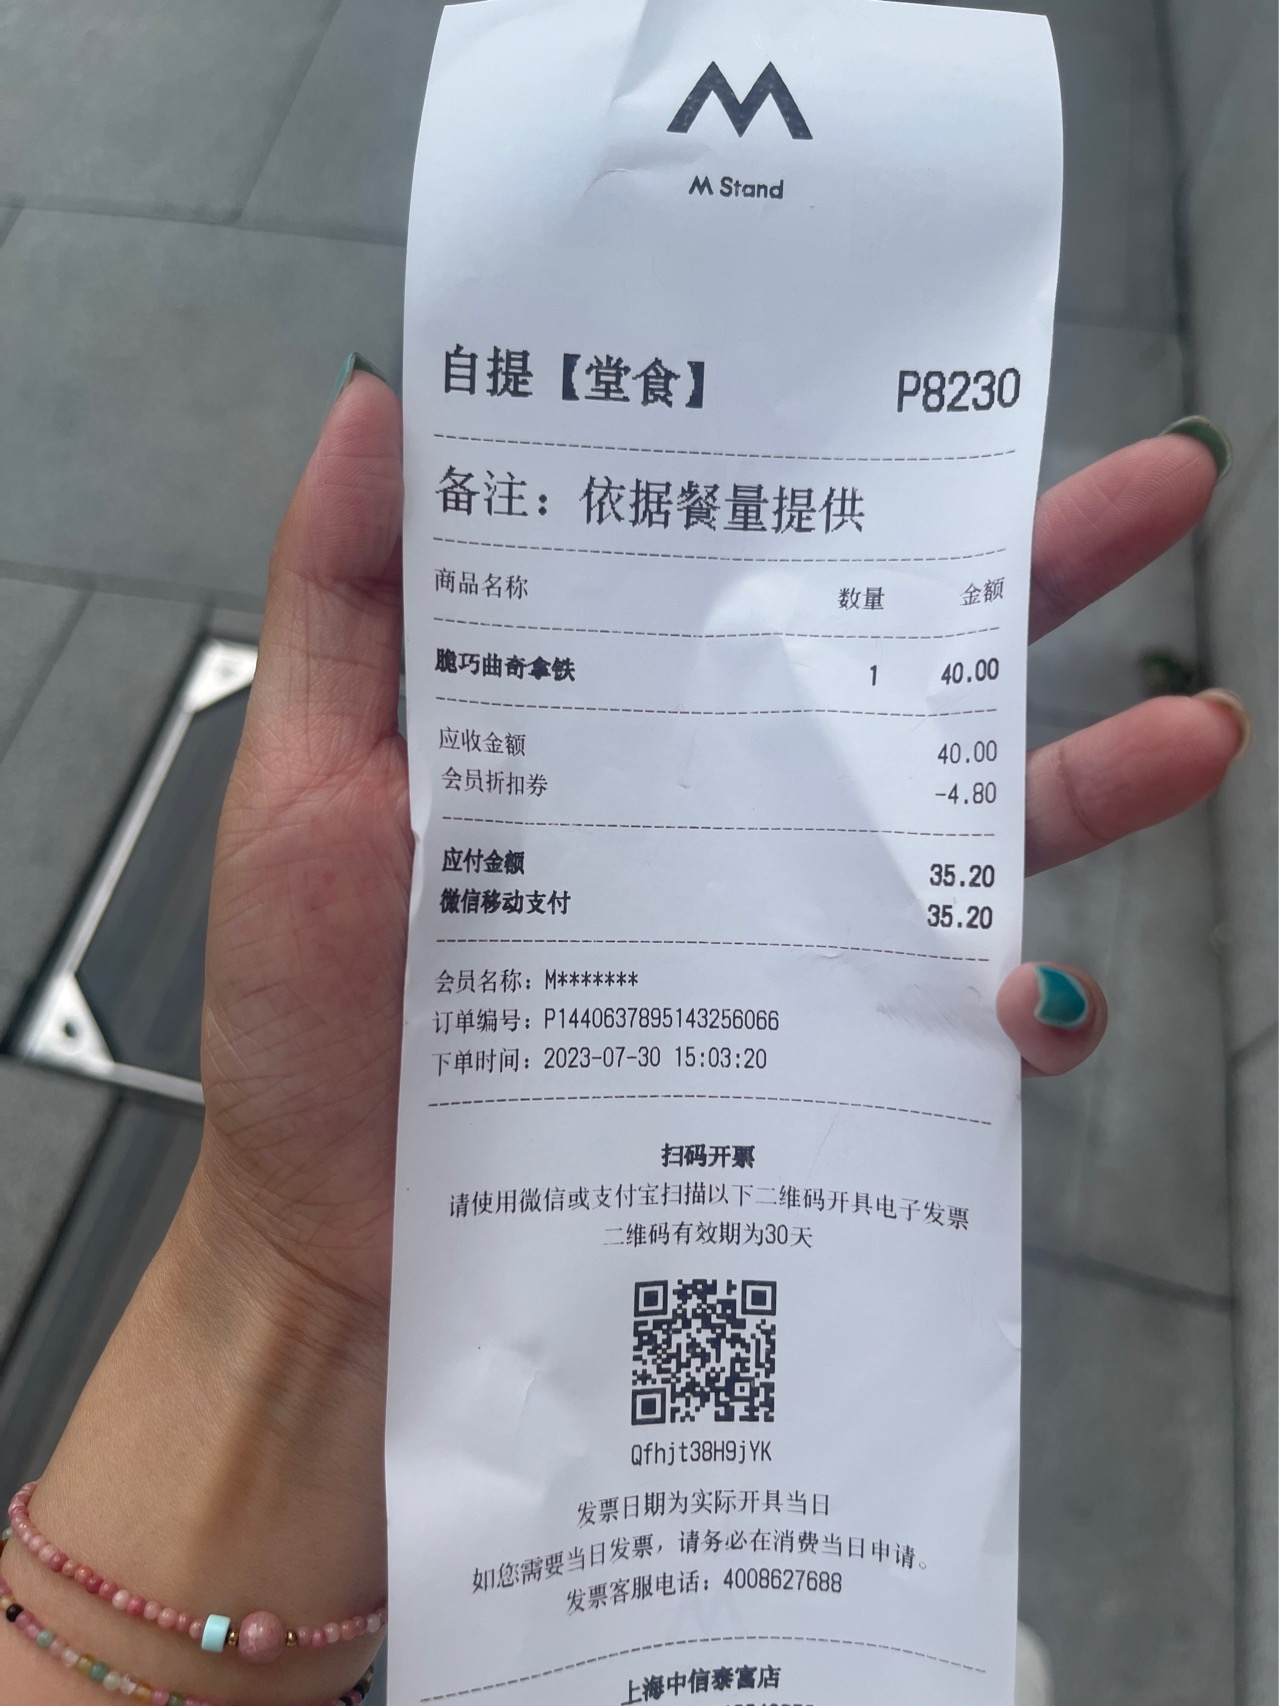 M Stand
自提【堂食】 P8230
备注：依据餐量提供
商品名称 数量 金额
脆巧曲奇拿铁 1 40.00
应收金额 40.00
会员折扣券 -4.80
应付金额 35.20
微信移动支付 35.20
会员名称：M*******
订单编号：P1440637895143256066
下单时间：2023-07-30 15:03:20
扫码开票
请使用微信或支付宝扫描以下二维码开具电子发票
二维码有效期为30天
Qfhjt38H9jYK
发票日期为实际开具当日
如您需要当日发票，请务必在消费当日申请。
发票客服电话：4008627688
上海中信泰富店